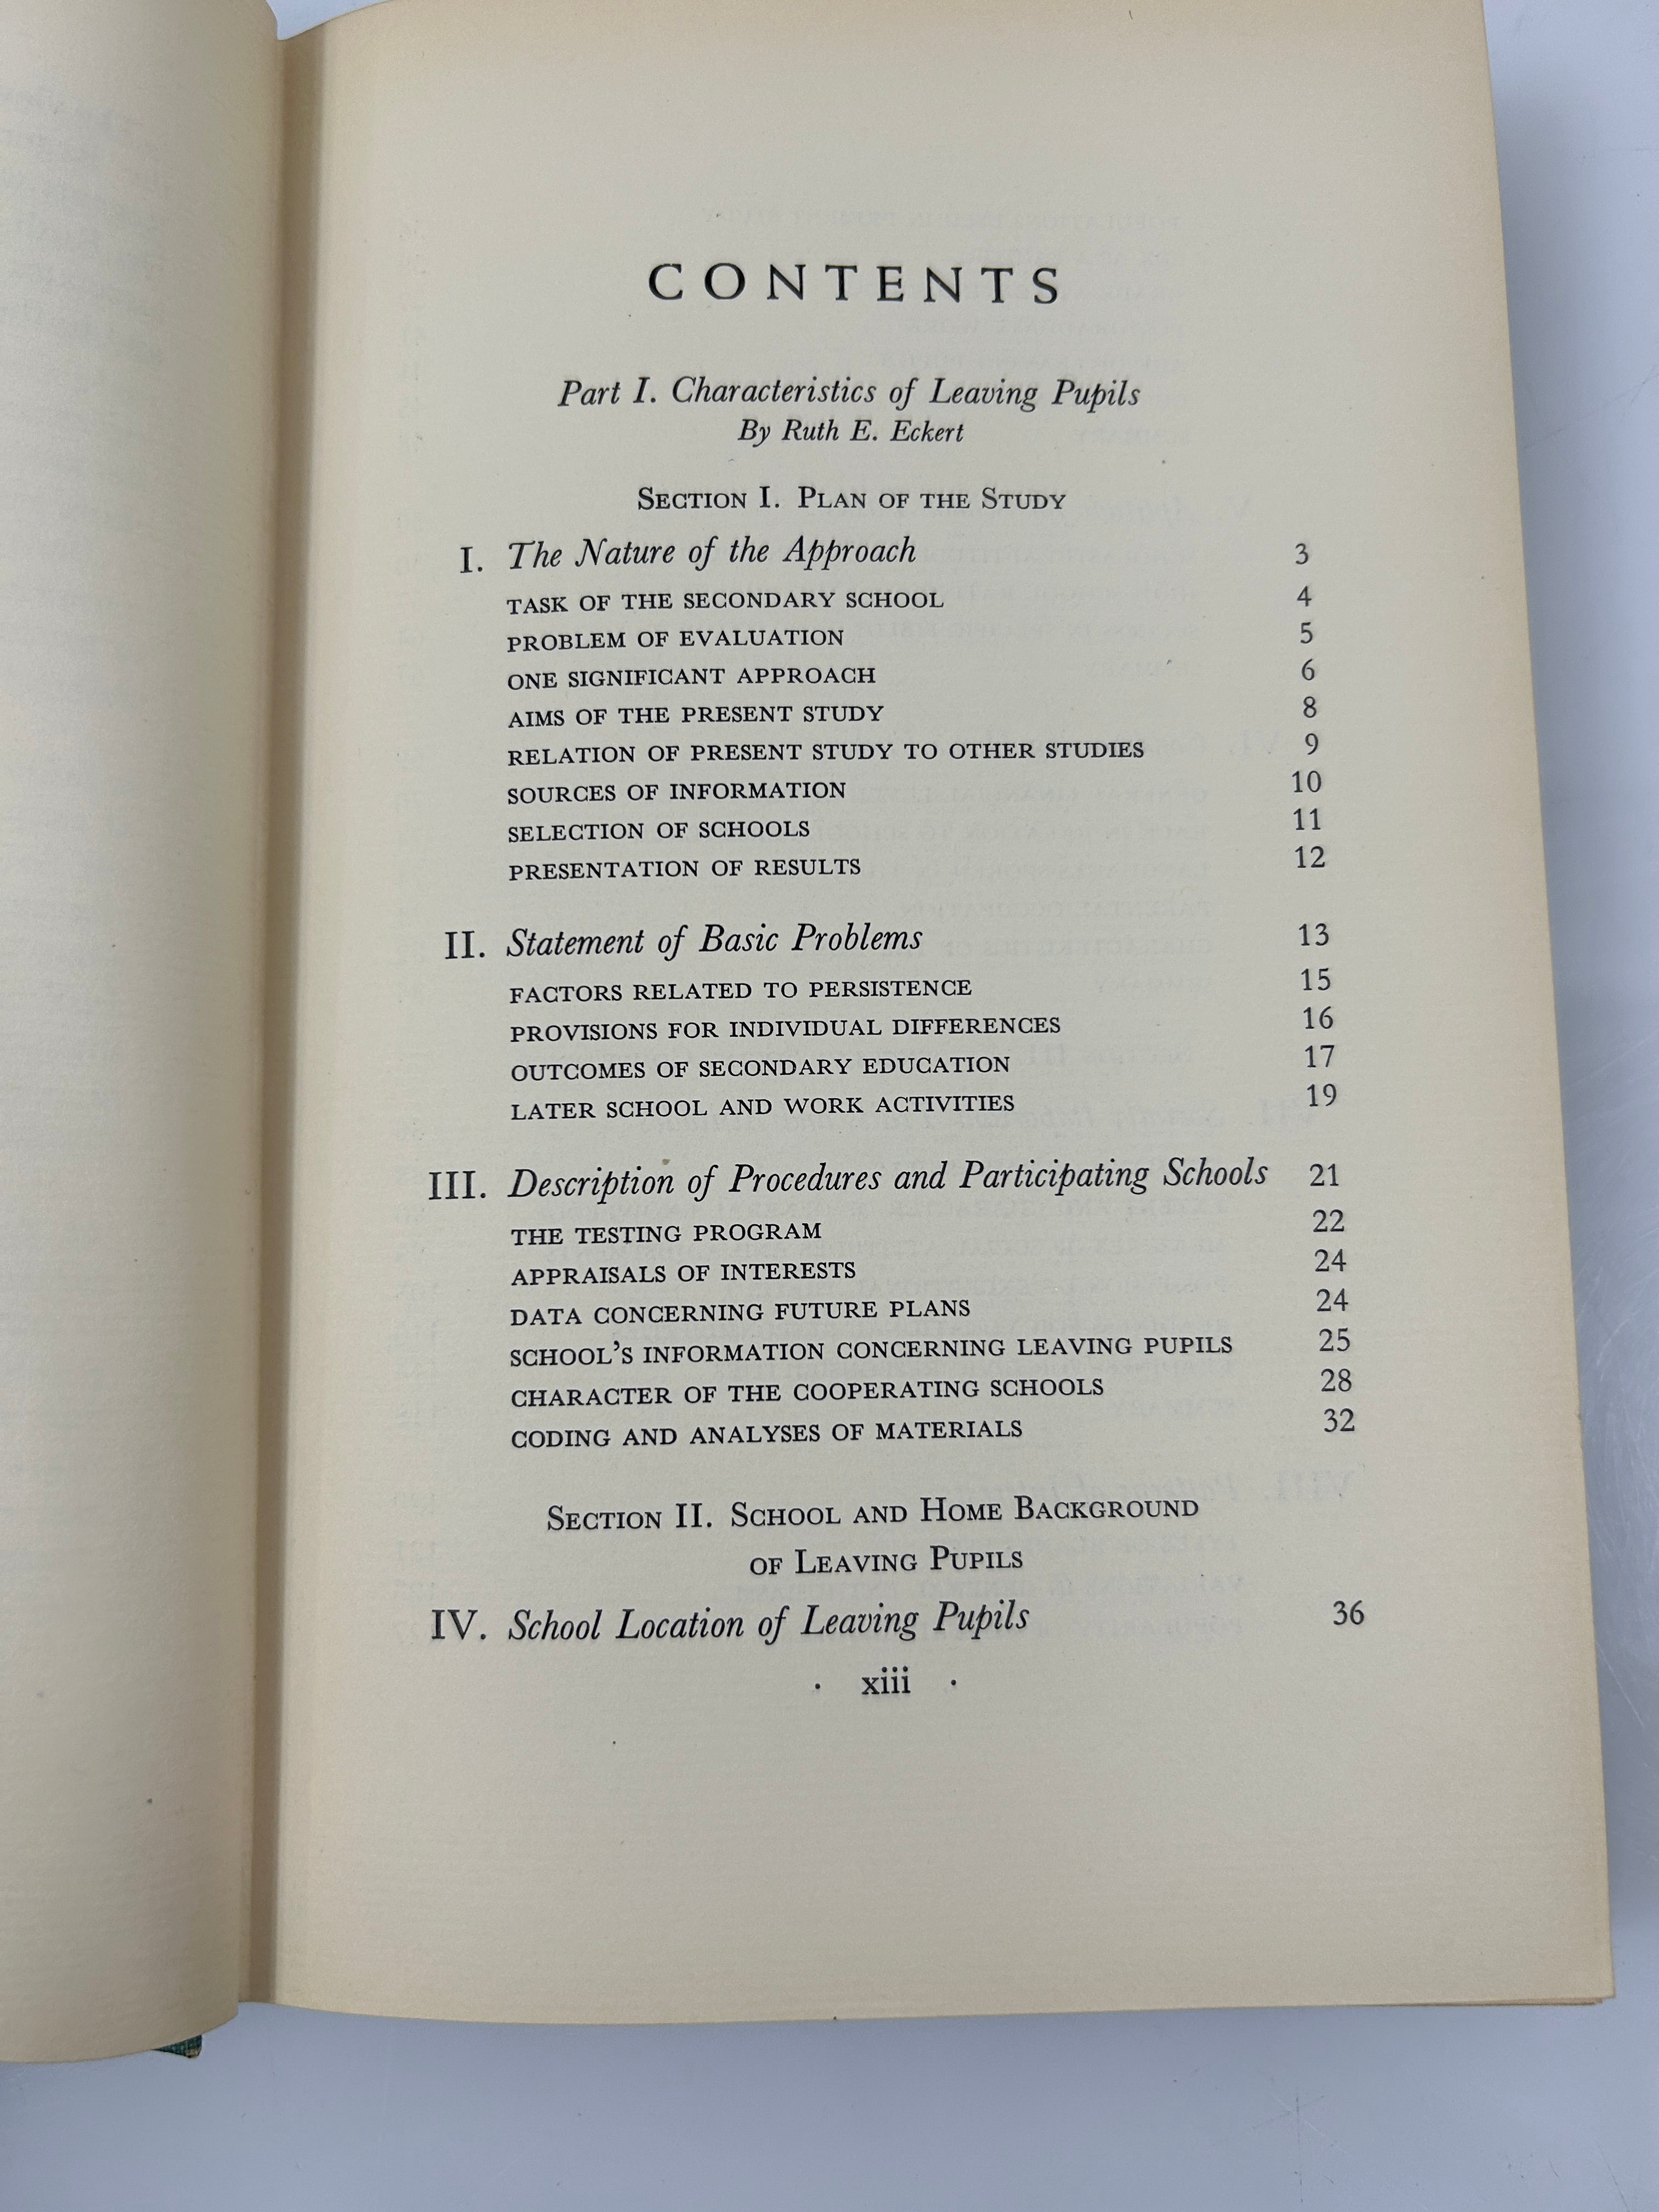 CONTENTS
Part I. Characteristics of Leaving Pupils
By Ruth E. Eckert
SECTION I. PLAN OF THE STUDY
I. The Nature of the Approach 3
TASK OF THE SECONDARY SCHOOL 4
PROBLEM OF EVALUATION 5
ONE SIGNIFICANT APPROACH 6
AIMS OF THE PRESENT STUDY 8
RELATION OF PRESENT STUDY TO OTHER STUDIES 9
SOURCES OF INFORMATION 10
SELECTION OF SCHOOLS 11
PRESENTATION OF RESULTS 12
II. Statement of Basic Problems 13
FACTORS RELATED TO PERSISTENCE 15
PROVISIONS FOR INDIVIDUAL DIFFERENCES 16
OUTCOMES OF SECONDARY EDUCATION 17
LATER SCHOOL AND WORK ACTIVITIES 19
III. Description of Procedures and Participating Schools 21
THE TESTING PROGRAM 22
APPRAISALS OF INTERESTS 24
DATA CONCERNING FUTURE PLANS 24
SCHOOL'S INFORMATION CONCERNING LEAVING PUPILS 25
CHARACTER OF THE COOPERATING SCHOOLS 28
CODING AND ANALYSES OF MATERIALS 32
SECTION II. SCHOOL AND HOME BACKGROUND
OF LEAVING PUPILS
IV. School Location of Leaving Pupils 36
· xiii ·